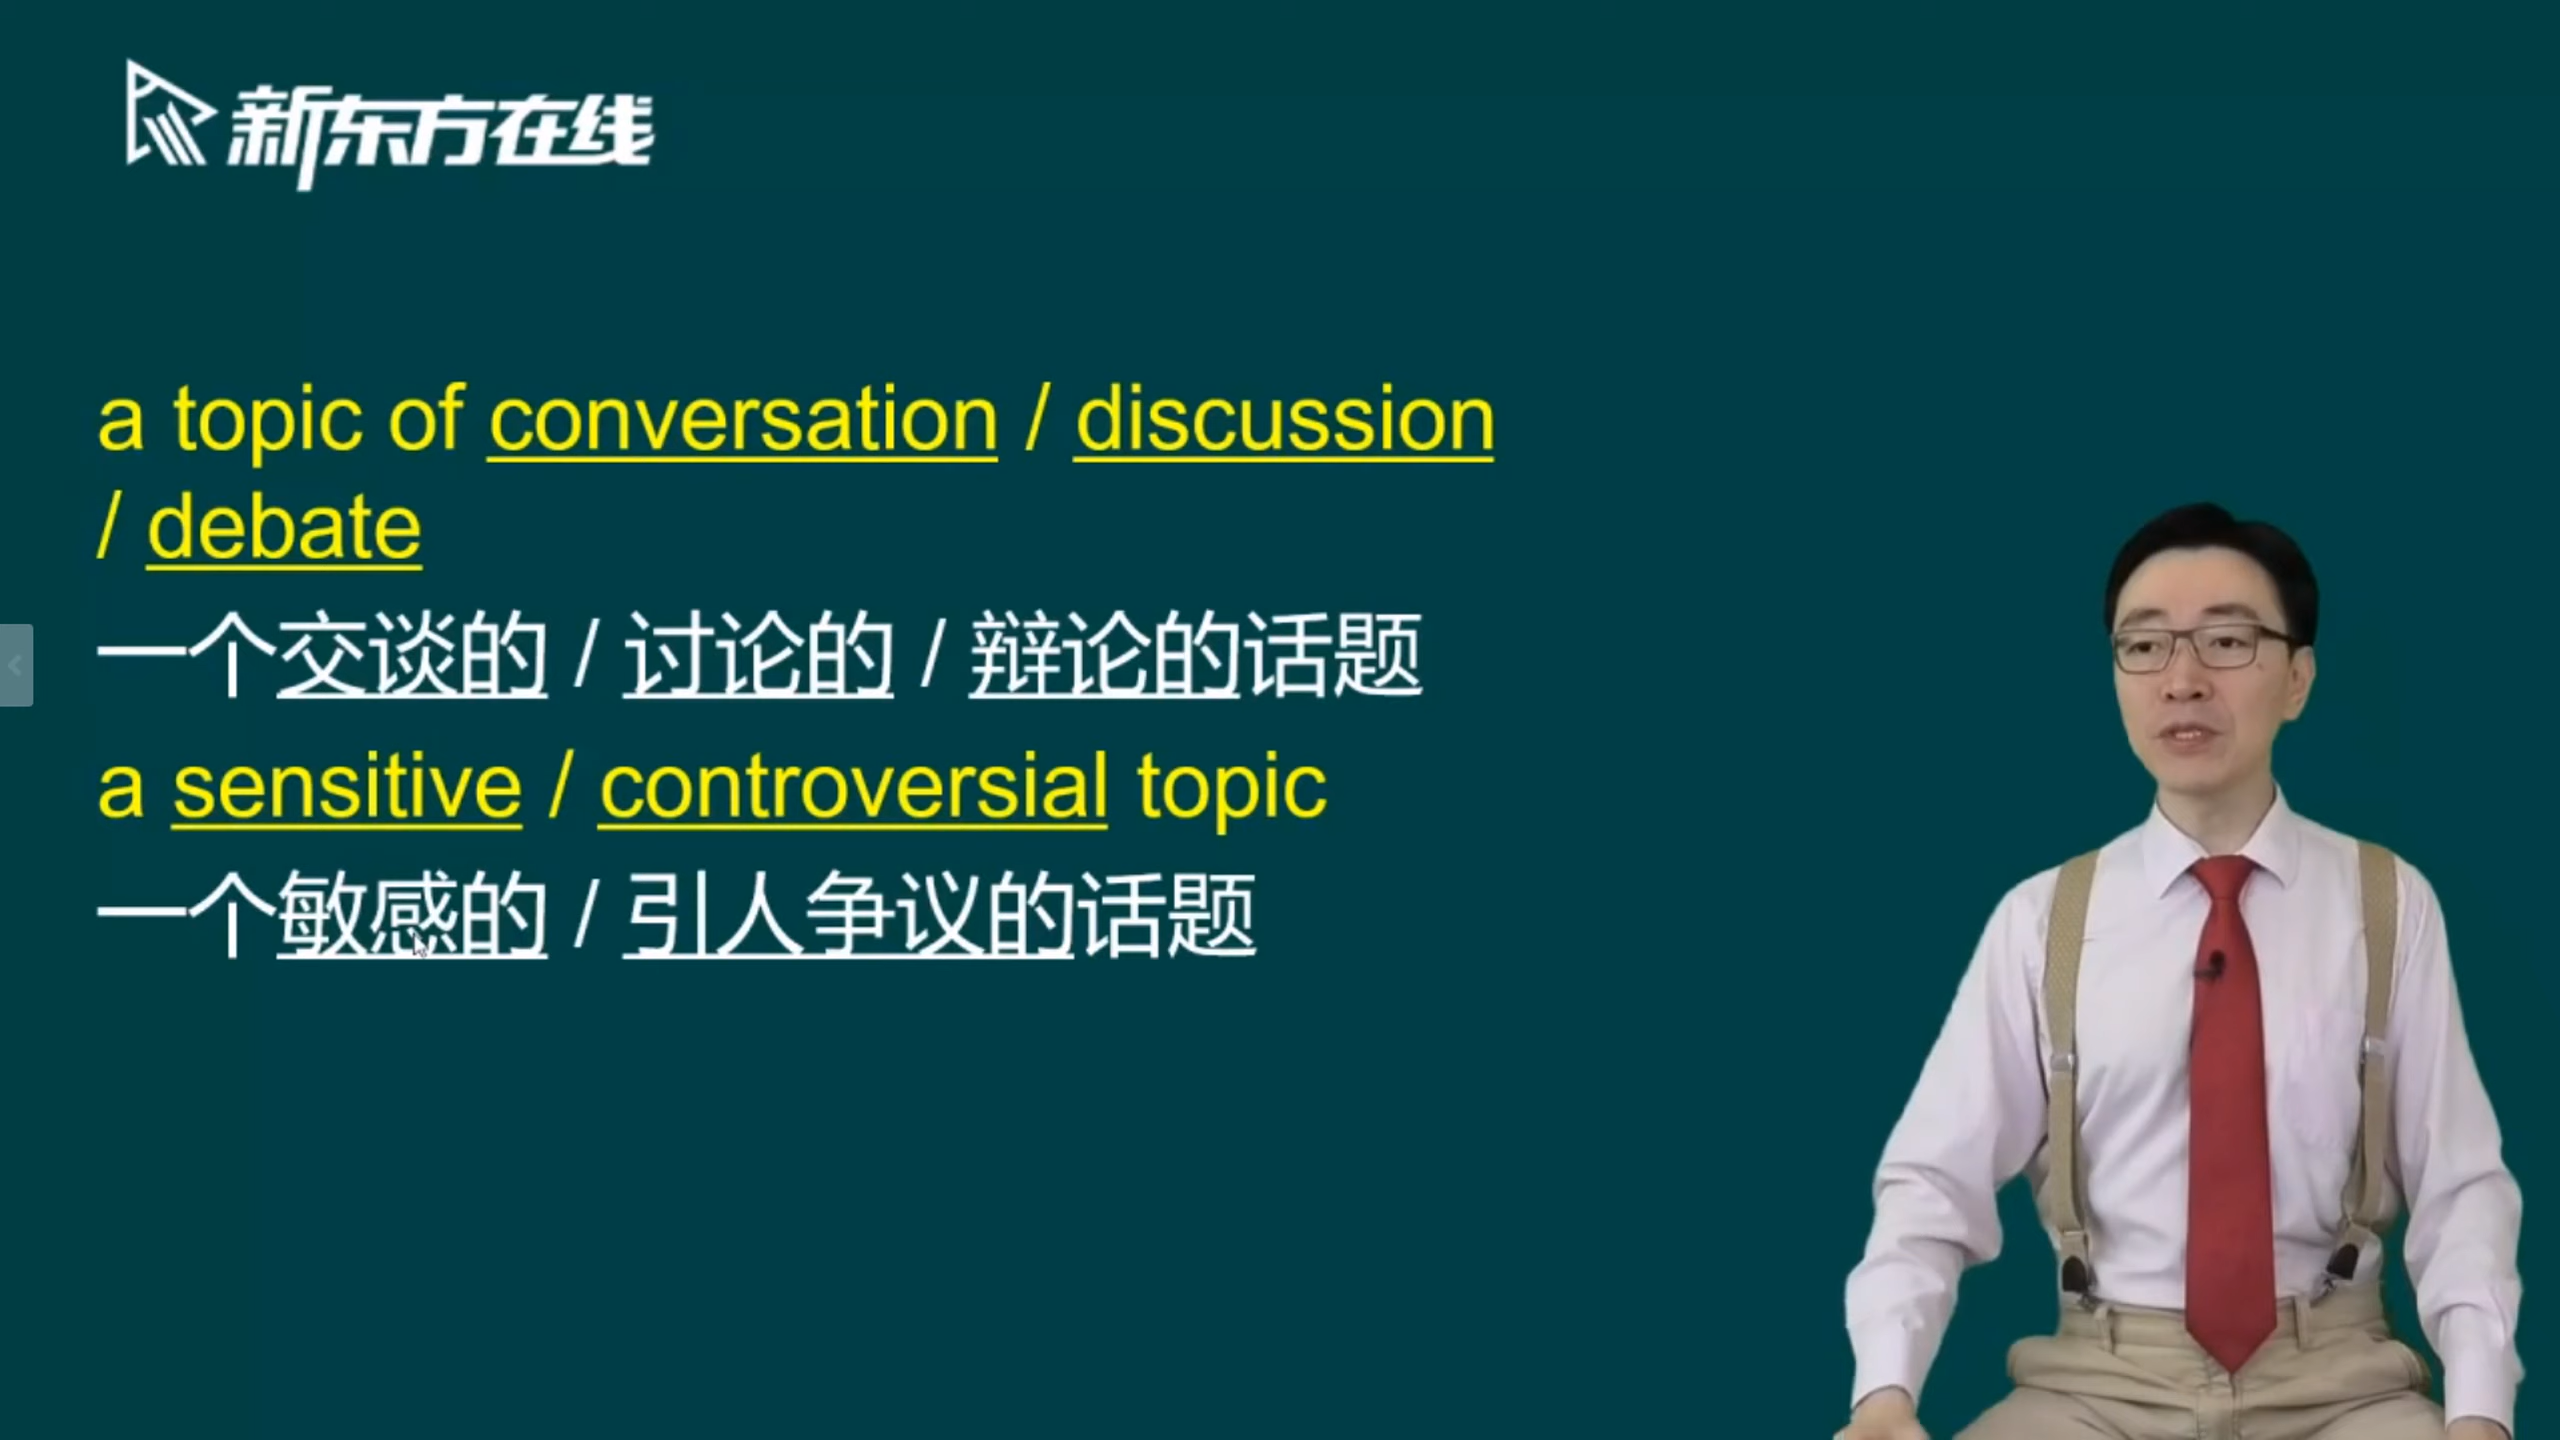 新东方在线
a topic of conversation / discussion
/ debate
一个交谈的 / 讨论的 / 辩论的话题
a sensitive / controversial topic
一个敏感的 / 引人争议的话题